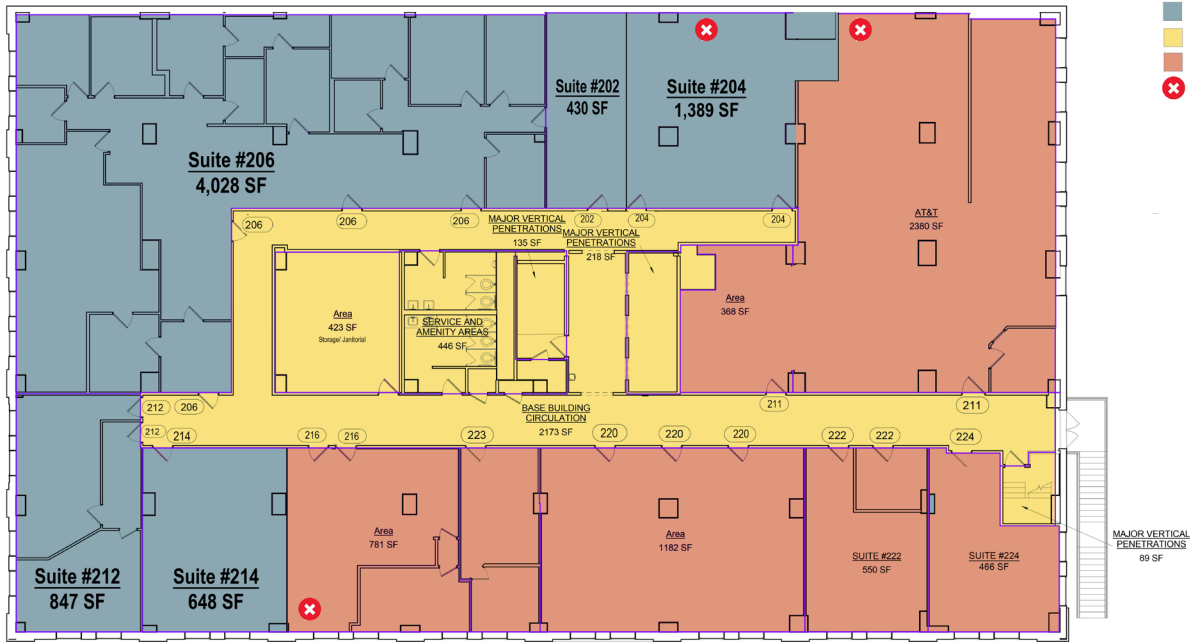 Suite #202
430 SF
Suite #204
1,389 SF
Suite #206
4,028 SF
AT&T
2380 SF
206
206
206
202
204
204
MAJOR VERTICAL
PENETRATIONS
135 SF
MAJOR VERTICAL
PENETRATIONS
218 SF
Area
423 SF
Storage/ Janitorial
SERVICE AND
AMENITY AREAS
446 SF
Area
368 SF
212
206
BASE BUILDING
CIRCULATION
2173 SF
211
211
212
214
216
216
223
220
220
220
222
222
224
Area
781 SF
Area
1182 SF
SUITE #222
550 SF
SUITE #224
466 SF
MAJOR VERTICAL
PENETRATIONS
89 SF
Suite #212
847 SF
Suite #214
648 SF